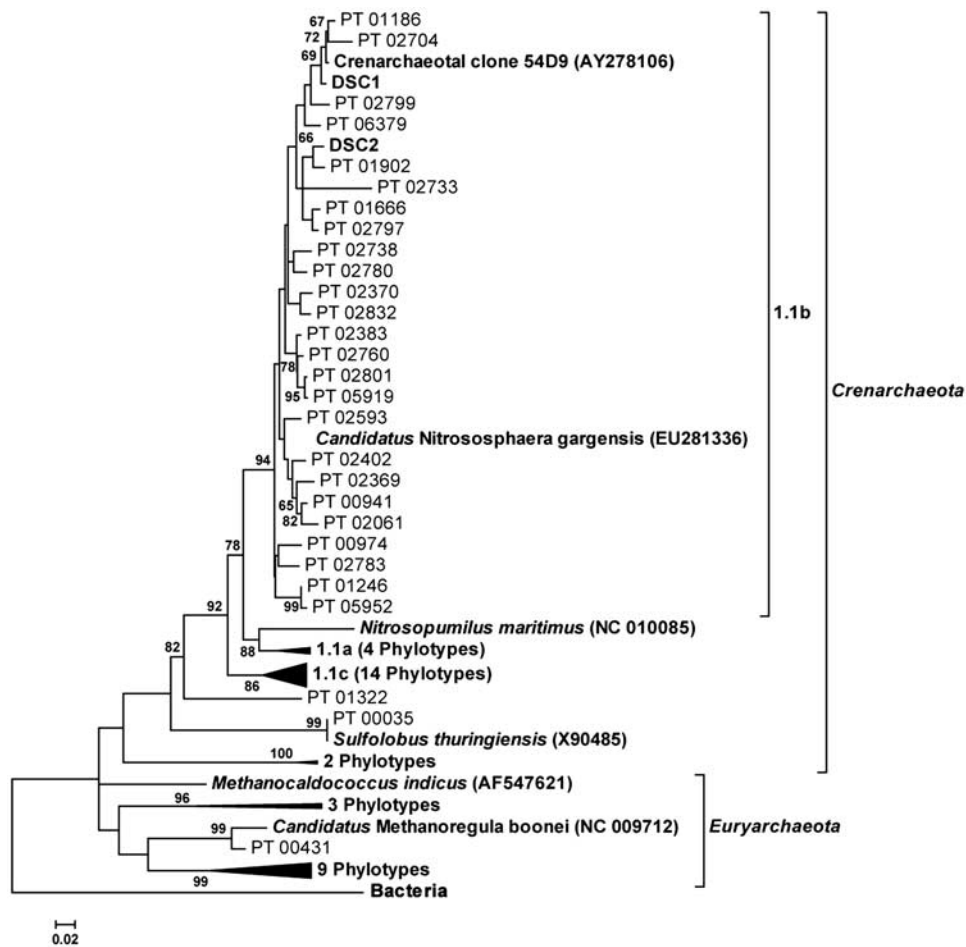 67
PT 01186
72
PT 02704
69
Crenarchaeotal clone 54D9 (AY278106)
DSC1
PT 02799
PT 06379
66
DSC2
PT 01902
PT 02733
PT 01666
PT 02797
PT 02738
PT 02780
PT 02370
PT 02832
1.1b
PT 02383
PT 02760
78
PT 02801
95
PT 05919
Crenarchaeota
PT 02593
Candidatus Nitrososphaera gargensis (EU281336)
94
PT 02402
PT 02369
65
PT 00941
82
PT 02061
78
PT 00974
PT 02783
PT 01246
99
PT 05952
92
Nitrosopumilus maritimus (NC 010085)
88
1.1a (4 Phylotypes)
82
1.1c (14 Phylotypes)
86
PT 01322
PT 00035
99
Sulfolobus thuringiensis (X90485)
100
2 Phylotypes
Methanocaldococcus indicus (AF547621)
96
3 Phylotypes
99
Candidatus Methanoregula boonei (NC 009712)
Euryarchaeota
PT 00431
9 Phylotypes
99
Bacteria
0.02